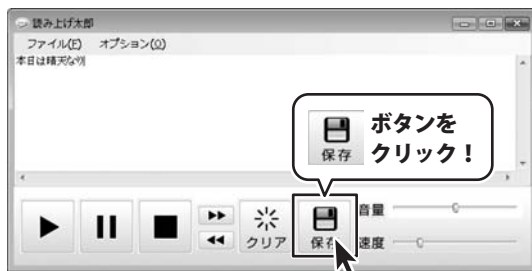 読み上げ太郎
ファイル(F) オプション(O)
本日は晴天なり
保存
ボタンを
クリック！
クリア
保存
音量
速度